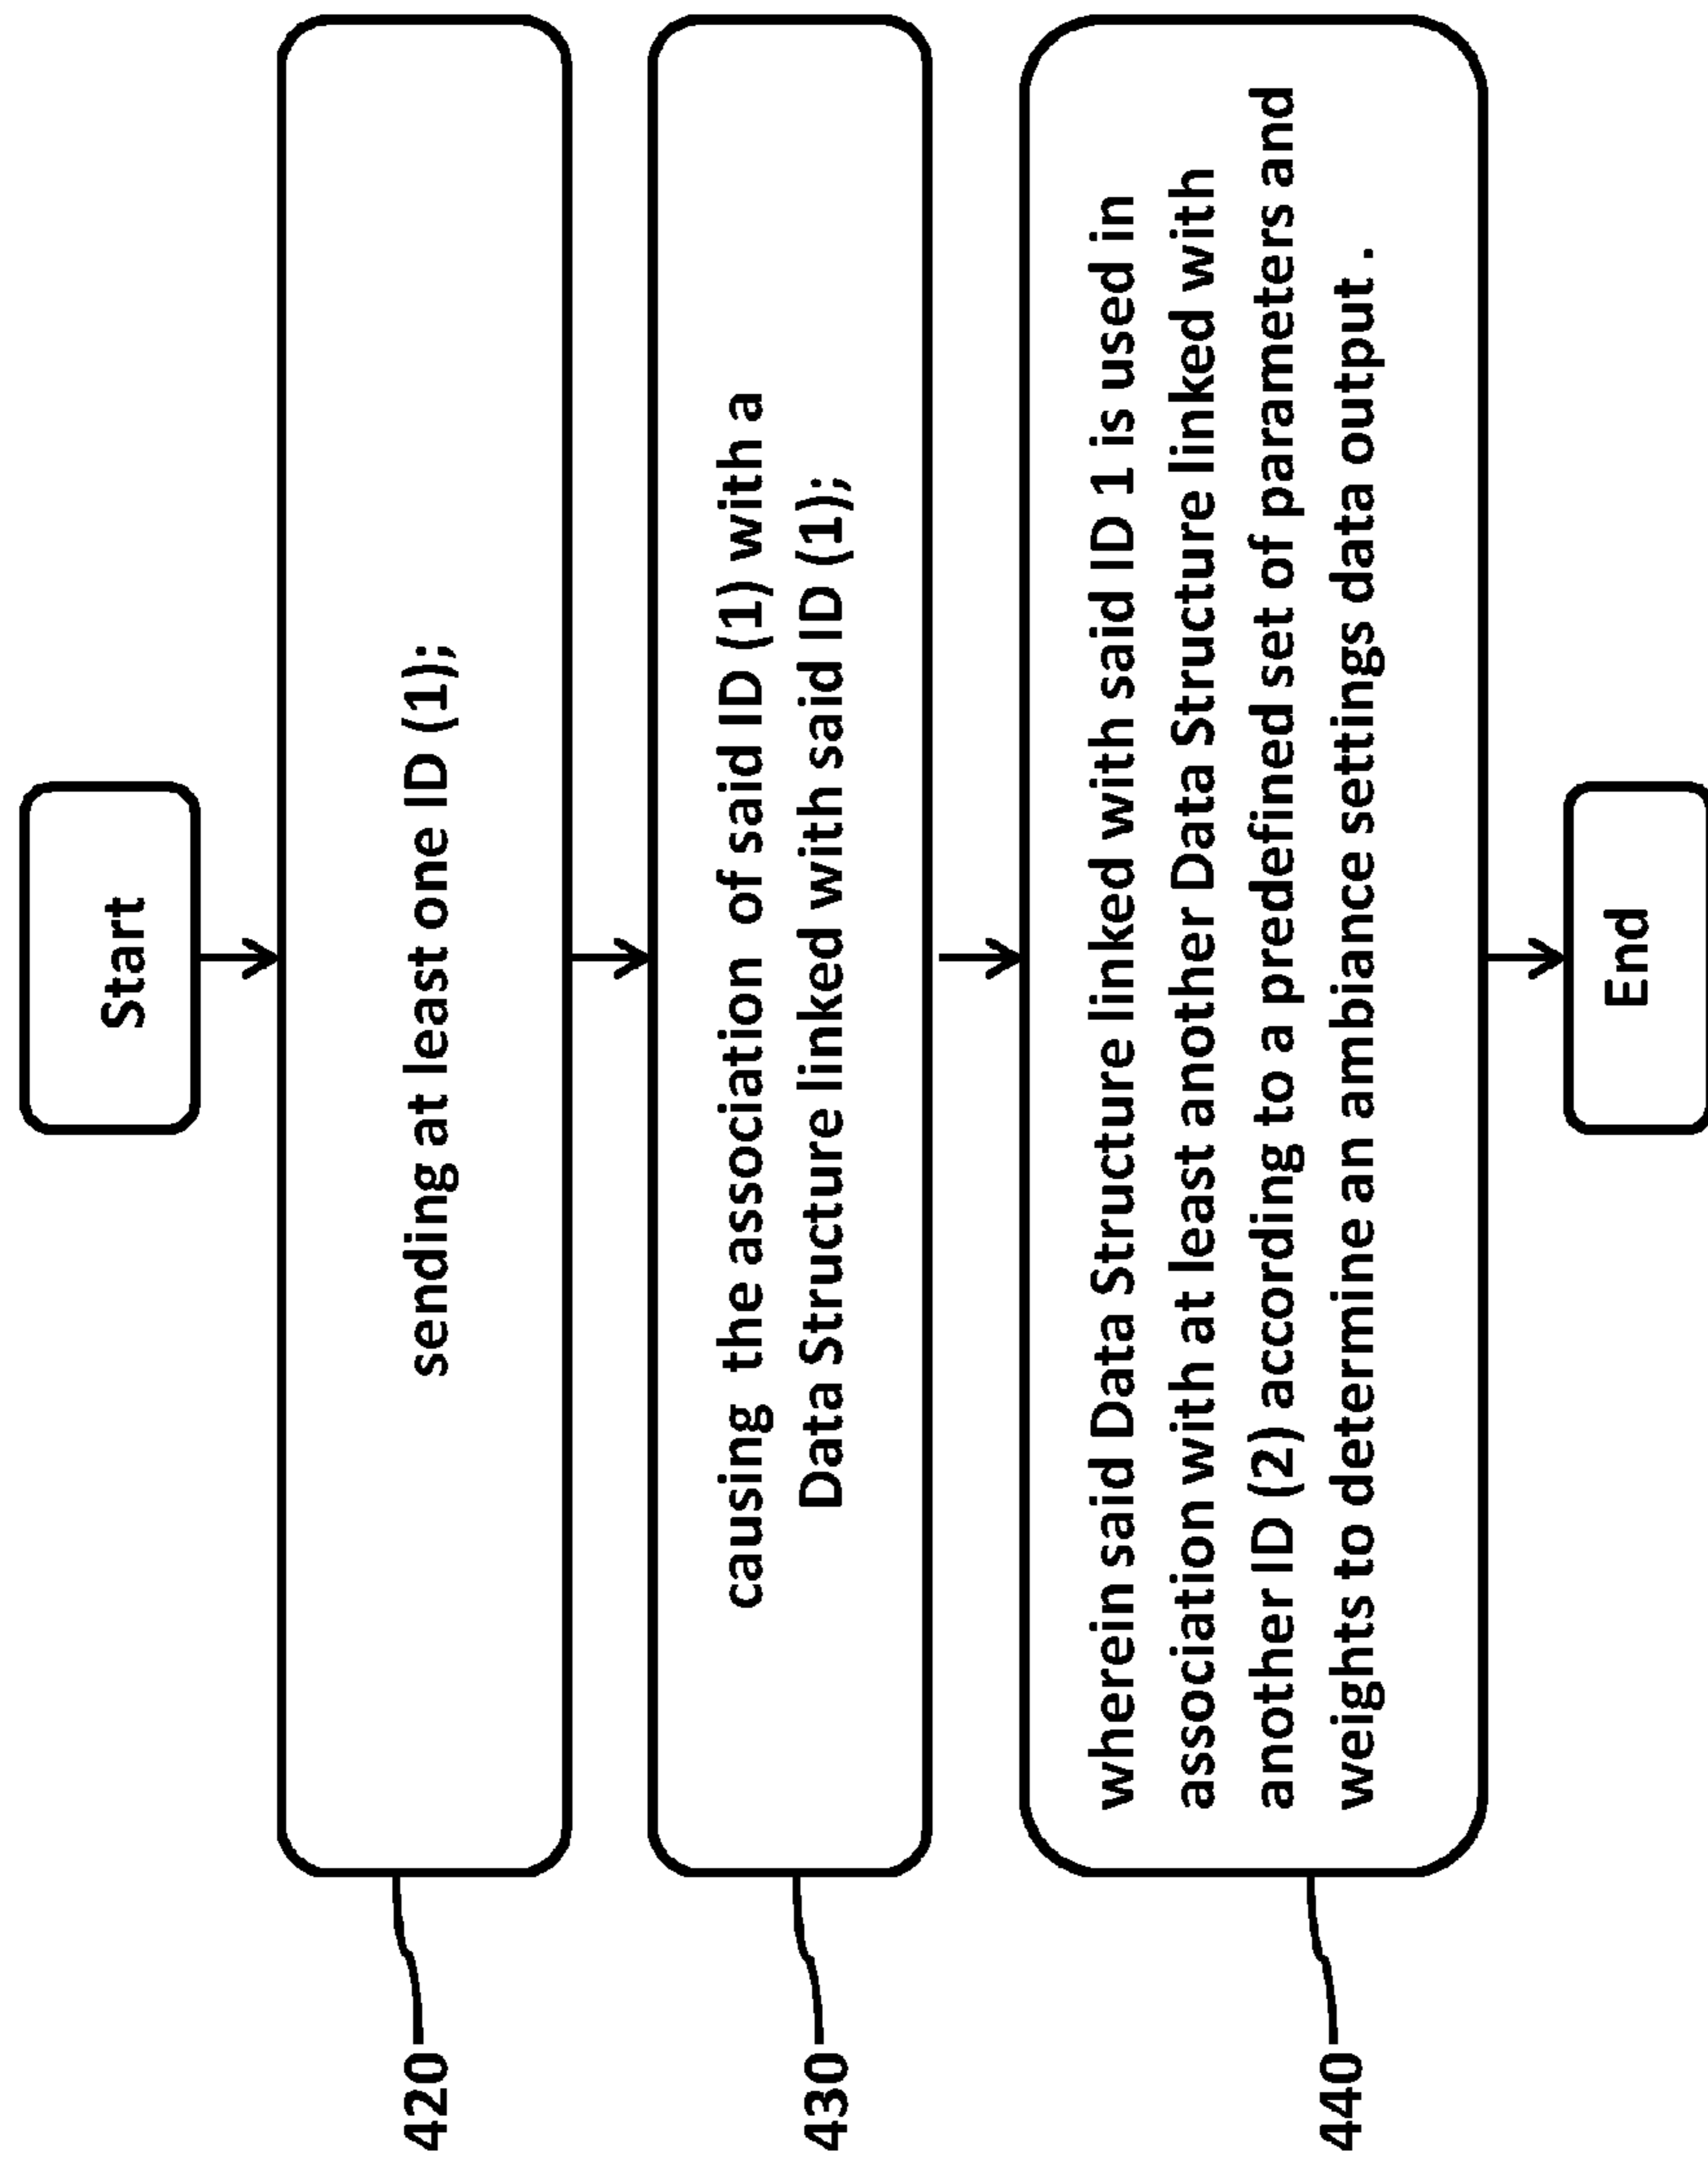 Start
420
sending at least one ID (1);
430
causing the association of said ID (1) with a
Data Structure linked with said ID (1);
440
wherein said Data Structure linked with said ID 1 is used in
association with at least another Data Structure linked with
another ID (2) according to a predefined set of parameters and
weights to determine an ambiance settings data output .
End